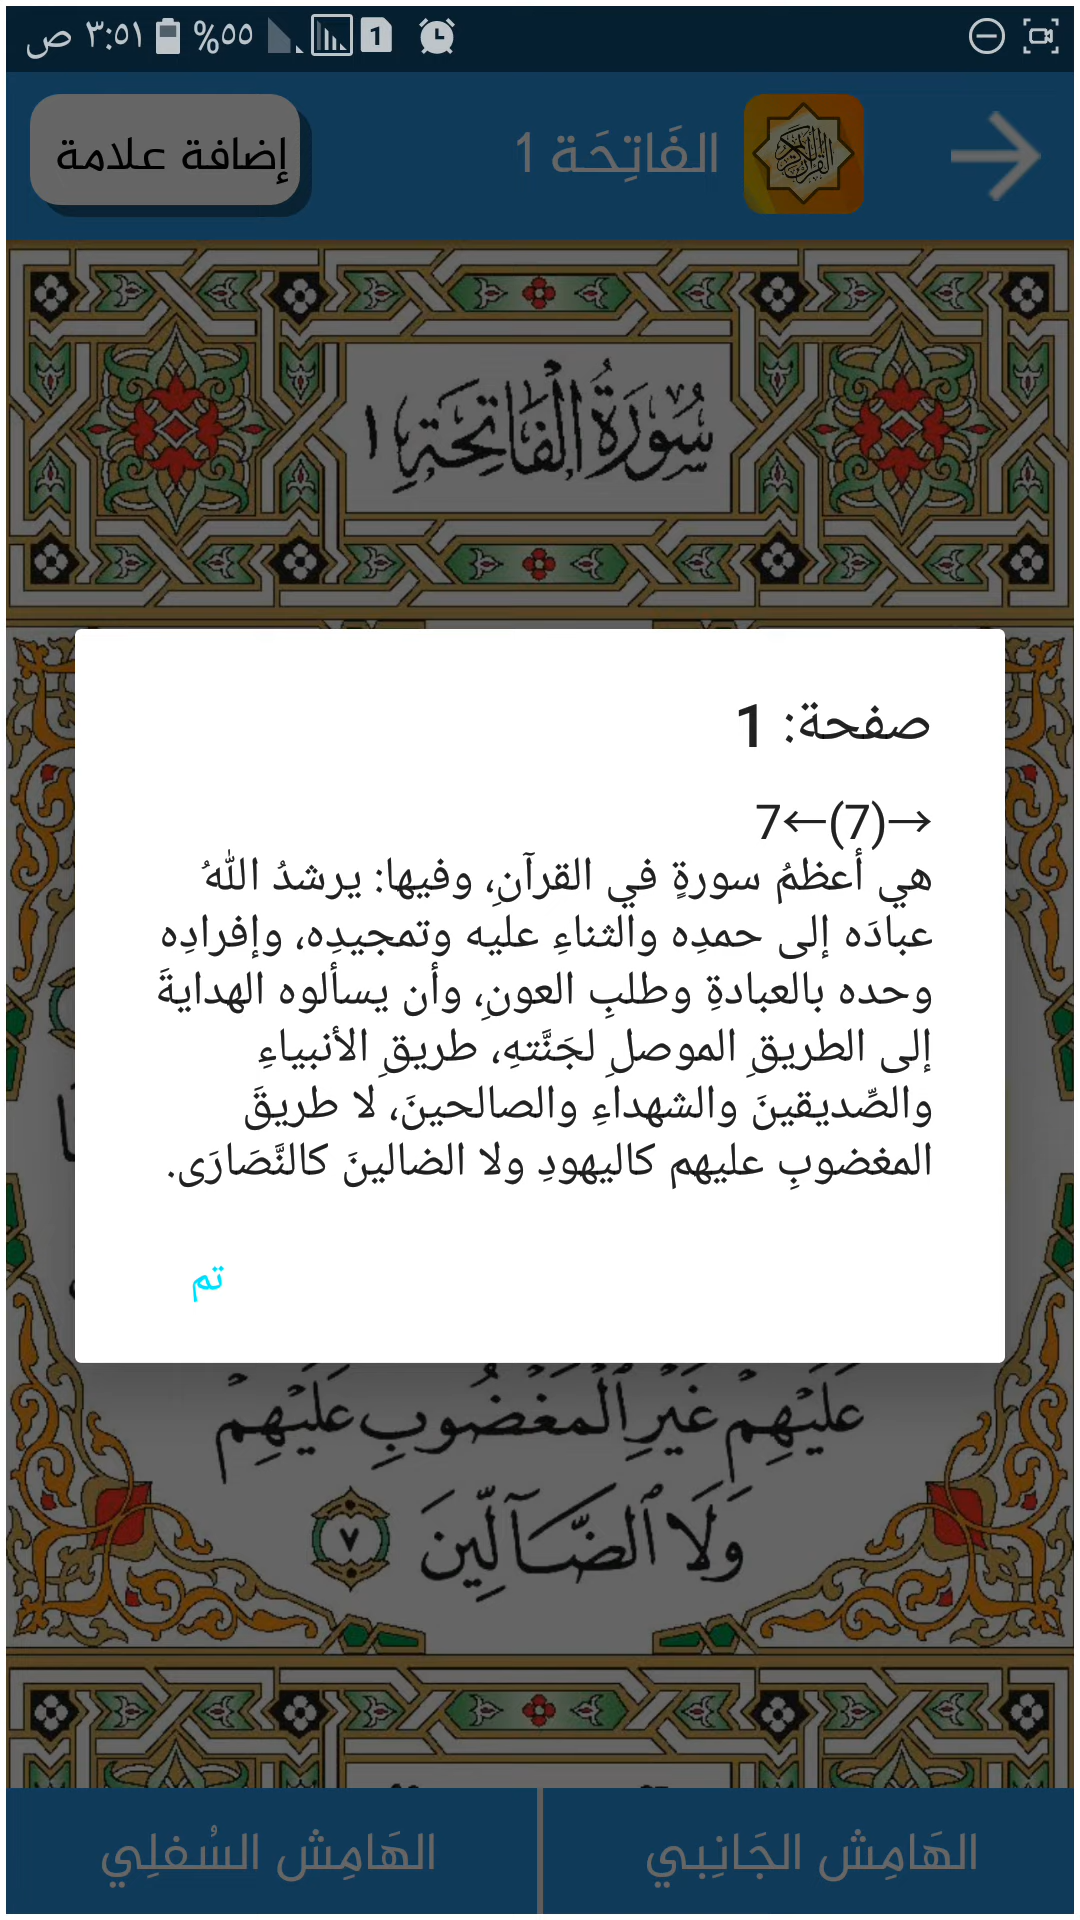 ٣:٥١ ص
%٥٥
1
الفَاتِحَة 1
إضافة علامة
سُورَةُ الْفَاتِحَةِ ١
صفحة: 1
→(7)←7
هي أعظمُ سورةٍ في القرآنِ، وفيها: يرشدُ اللهُ
عبادَه إلى حمدِه والثناءِ عليه وتمجيدِه، وإفرادِه
وحده بالعبادةِ وطلبِ العونِ، وأن يسألوه الهدايةَ
إلى الطريقِ الموصلِ لجَنَّتهِ، طريقِ الأنبياءِ
والصِّديقينَ والشهداءِ والصالحينَ، لا طريقَ
المغضوبِ عليهم كاليهودِ ولا الضالينَ كالنَّصَارَى.
تم
عَلَيْهِمْ غَيْرِ ٱلْمَغْضُوبِ عَلَيْهِمْ
وَلَا ٱلضَّآلِّينَ ٧
الهَامِش الجَانِبي
الهَامِش السُفلِي